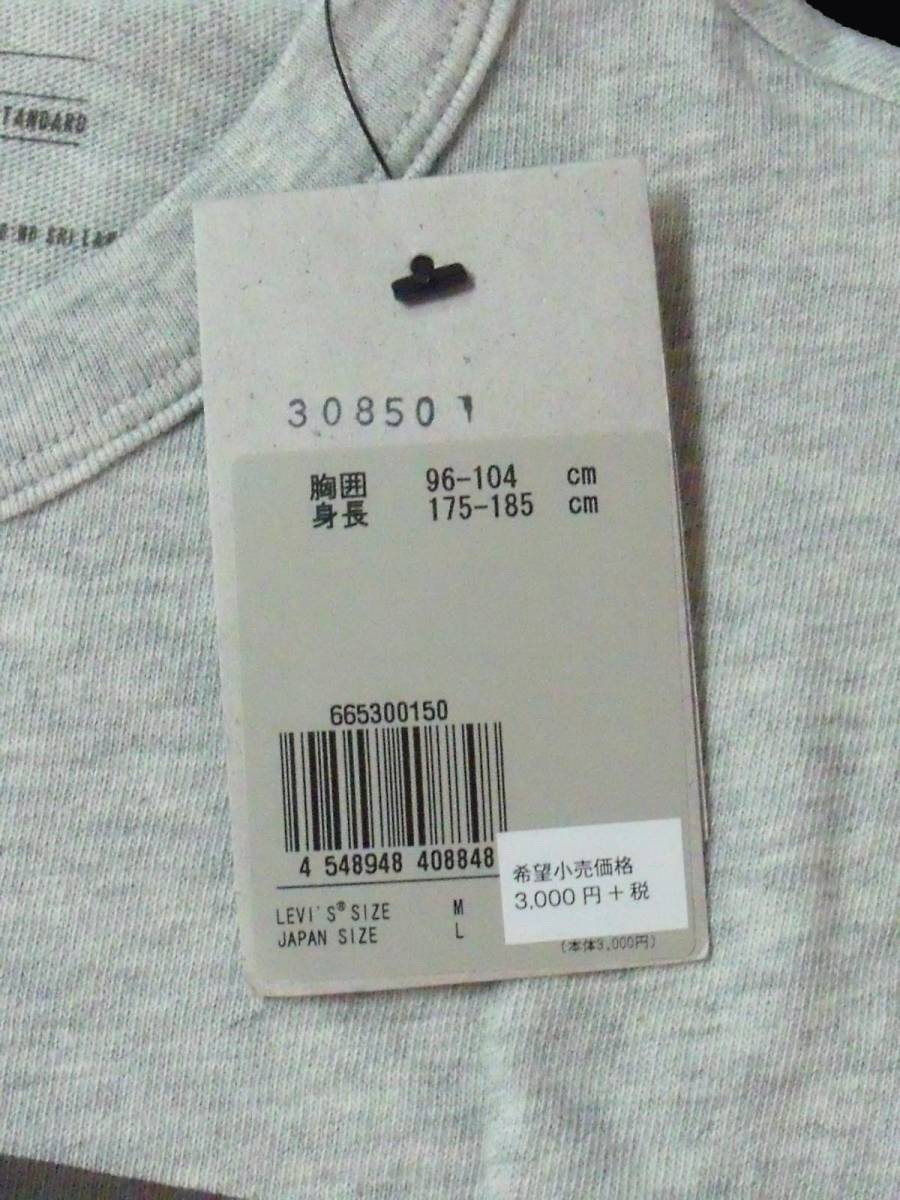 TANDARD
308501
胸囲 96-104 cm
身長 175-185 cm
665300150
4 548948 408848
希望小売価格
3,000 円 + 税
LEVI'S® SIZE M
JAPAN SIZE L
(本体3,000円)